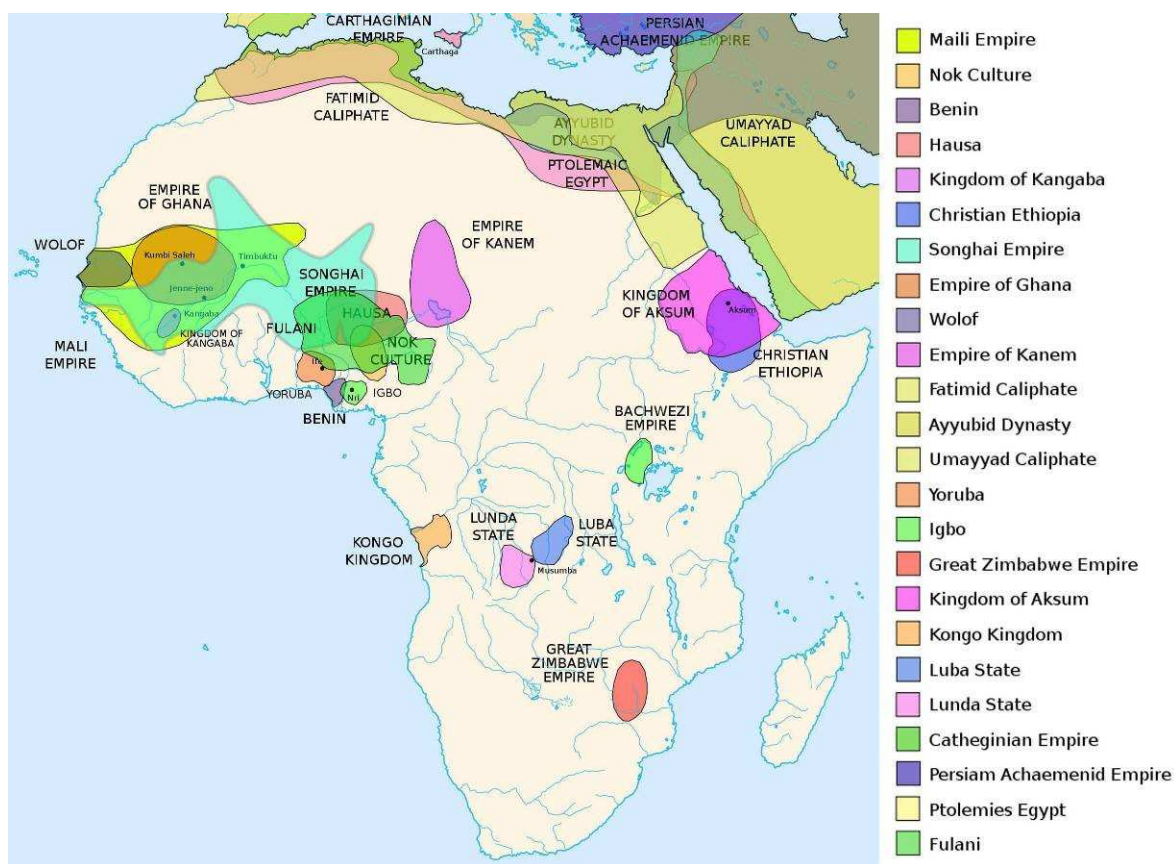 CARTHAGINIAN
EMPIRE
Carthaga
PERSIAN
ACHAEMENID EMPIRE
FATIMID
CALIPHATE
AYYUBID
DYNASTY
UMAYYAD
CALIPHATE
PTOLEMAIC
EGYPT
EMPIRE
OF GHANA
WOLOF
Kumbi Saleh
Timbuktu
Jenne-jeno
Kangaba
KINGDOM OF
KANGABA
MALI
EMPIRE
SONGHAI
EMPIRE
EMPIRE
OF KANEM
FULANI
HAUSA
NOK
CULTURE
Ife
YORUBA
Nri
IGBO
BENIN
KINGDOM
OF AKSUM
Aksum
CHRISTIAN
ETHIOPIA
BACHWEZI
EMPIRE
KONGO
KINGDOM
LUNDA
STATE
LUBA
STATE
Musumba
GREAT
ZIMBABWE
EMPIRE
Maili Empire
Nok Culture
Benin
Hausa
Kingdom of Kangaba
Christian Ethiopia
Songhai Empire
Empire of Ghana
Wolof
Empire of Kanem
Fatimid Caliphate
Ayyubid Dynasty
Umayyad Caliphate
Yoruba
Igbo
Great Zimbabwe Empire
Kingdom of Aksum
Kongo Kingdom
Luba State
Lunda State
Catheginian Empire
Persiam Achaemenid Empire
Ptolemies Egypt
Fulani